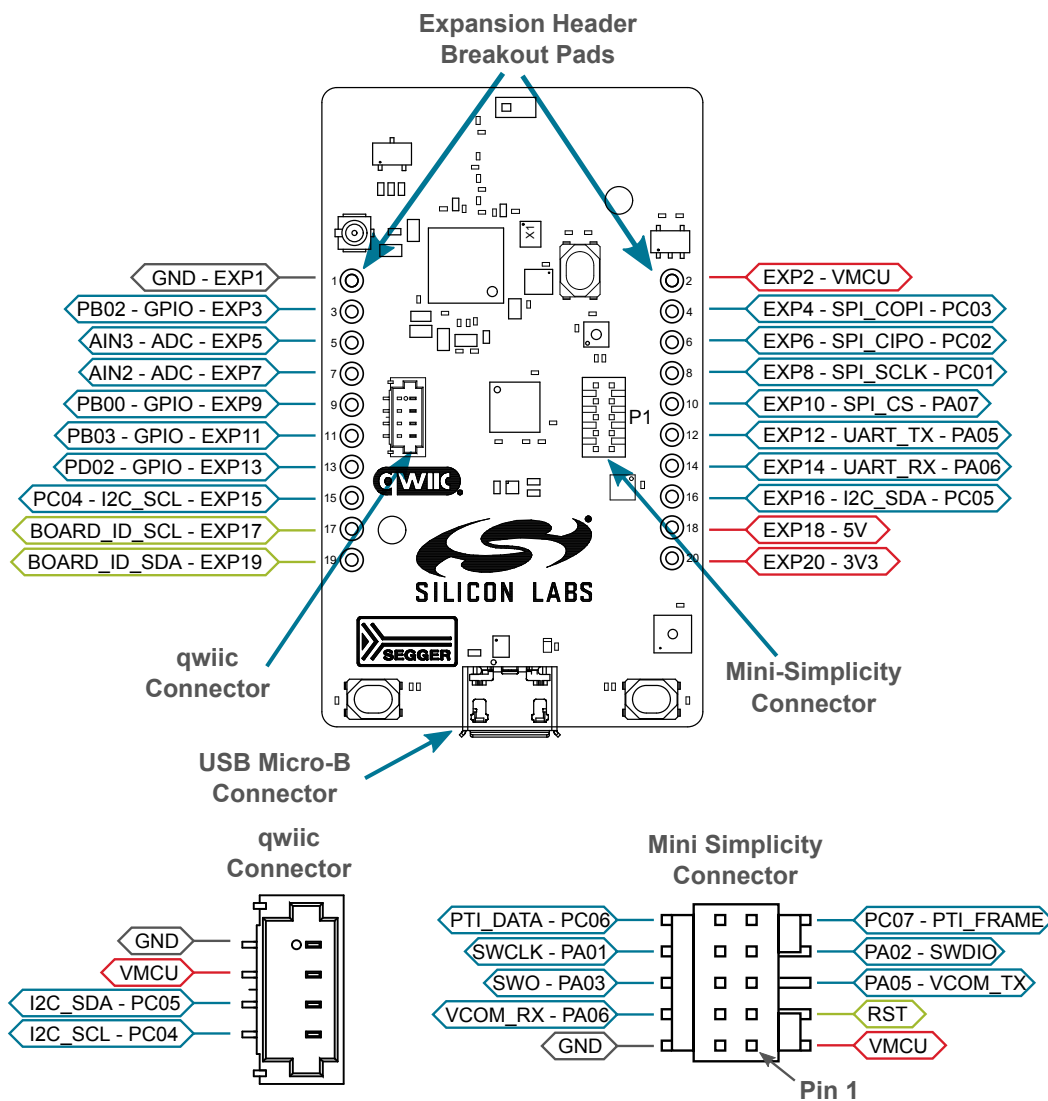 Expansion Header
Breakout Pads
X1
GND - EXP1
1
2
EXP2 - VMCU
PB02 - GPIO - EXP3
3
4
EXP4 - SPI_COPI - PC03
AIN3 - ADC - EXP5
5
6
EXP6 - SPI_CIPO - PC02
AIN2 - ADC - EXP7
7
8
EXP8 - SPI_SCLK - PC01
PB00 - GPIO - EXP9
9
10
EXP10 - SPI_CS - PA07
P1
PB03 - GPIO - EXP11
11
12
EXP12 - UART_TX - PA05
PD02 - GPIO - EXP13
13
14
EXP14 - UART_RX - PA06
qwiic
PC04 - I2C_SCL - EXP15
15
16
EXP16 - I2C_SDA - PC05
BOARD_ID_SCL - EXP17
17
18
EXP18 - 5V
BOARD_ID_SDA - EXP19
19
20
EXP20 - 3V3
SILICON LABS
SEGGER
qwiic
Connector
Mini-Simplicity
Connector
USB Micro-B
Connector
qwiic
Connector
GND
VMCU
I2C_SDA - PC05
I2C_SCL - PC04
Mini Simplicity
Connector
PTI_DATA - PC06
PC07 - PTI_FRAME
SWCLK - PA01
PA02 - SWDIO
SWO - PA03
PA05 - VCOM_TX
VCOM_RX - PA06
RST
GND
VMCU
Pin 1